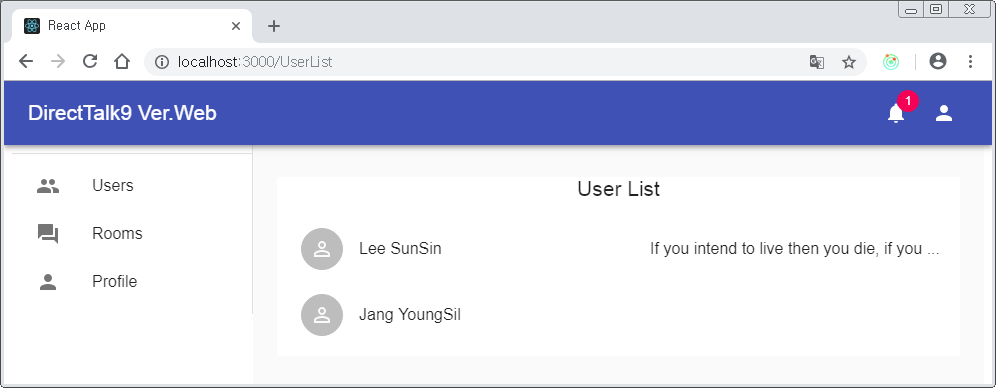 React App
localhost:3000/UserList
DirectTalk9 Ver.Web
1
Users
Rooms
Profile
User List
Lee SunSin
If you intend to live then you die, if you ...
Jang YoungSil